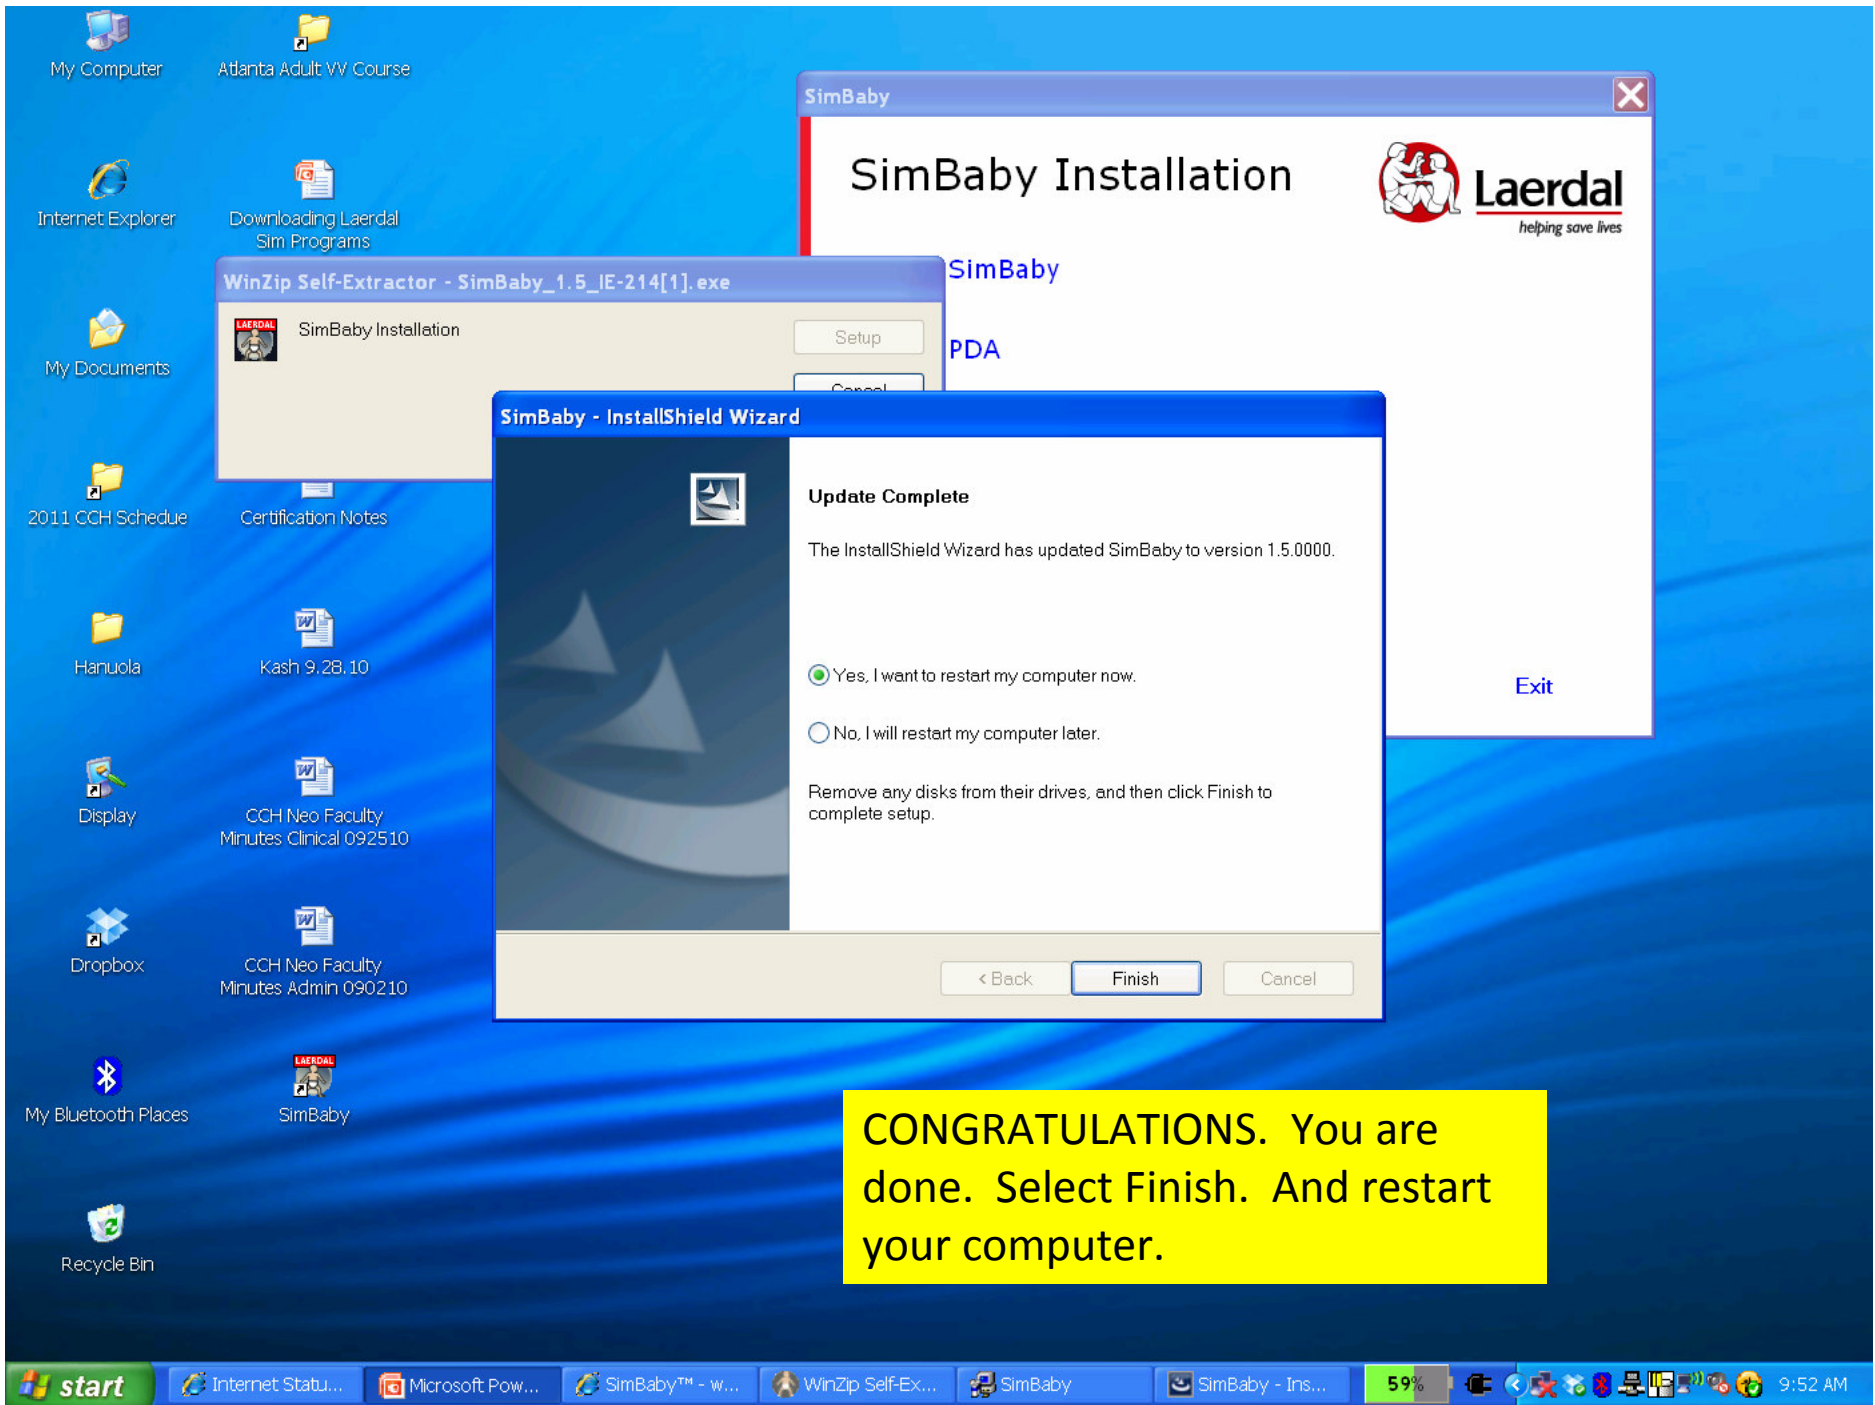 My Computer
Atlanta Adult VV Course
Internet Explorer
Downloading Laerdal
Sim Programs
My Documents
2011 CCH Schedue
Certification Notes
Hanuola
Kash 9.28.10
Display
CCH Neo Faculty
Minutes Clinical 092510
Dropbox
CCH Neo Faculty
Minutes Admin 090210
My Bluetooth Places
LAERDAL
SimBaby
Recycle Bin
SimBaby
SimBaby Installation
Laerdal
helping save lives
SimBaby
PDA
Exit
WinZip Self-Extractor - SimBaby_1.5_IE-214[1].exe
LAERDAL
SimBaby Installation
Setup
Cancel
SimBaby - InstallShield Wizard
Update Complete
The InstallShield Wizard has updated SimBaby to version 1.5.0000.
Yes, I want to restart my computer now.
No, I will restart my computer later.
Remove any disks from their drives, and then click Finish to
complete setup.
< Back
Finish
Cancel
CONGRATULATIONS. You are
done. Select Finish. And restart
your computer.
start
Internet Statu...
Microsoft Pow...
SimBaby™ - w...
WinZip Self-Ex...
SimBaby
SimBaby - Ins...
59%
9:52 AM